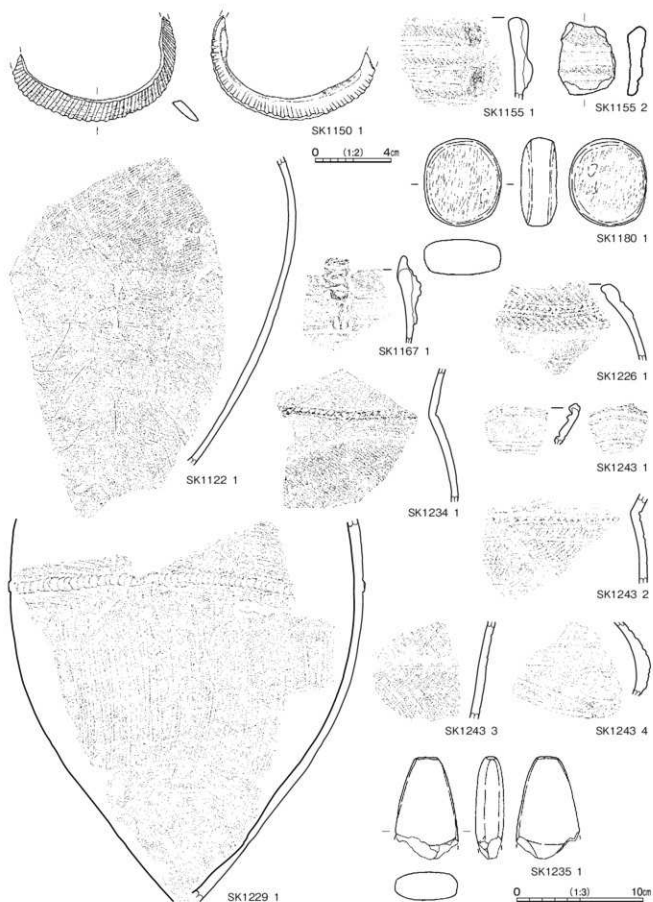 SK1150 1
SK1155 1
SK1155 2
0 (1:2) 4cm
SK1180 1
SK1167 1
SK1226 1
SK1122 1
SK1234 1
SK1243 1
SK1243 2
SK1243 3
SK1243 4
SK1229 1
SK1235 1
0 (1:3) 10cm